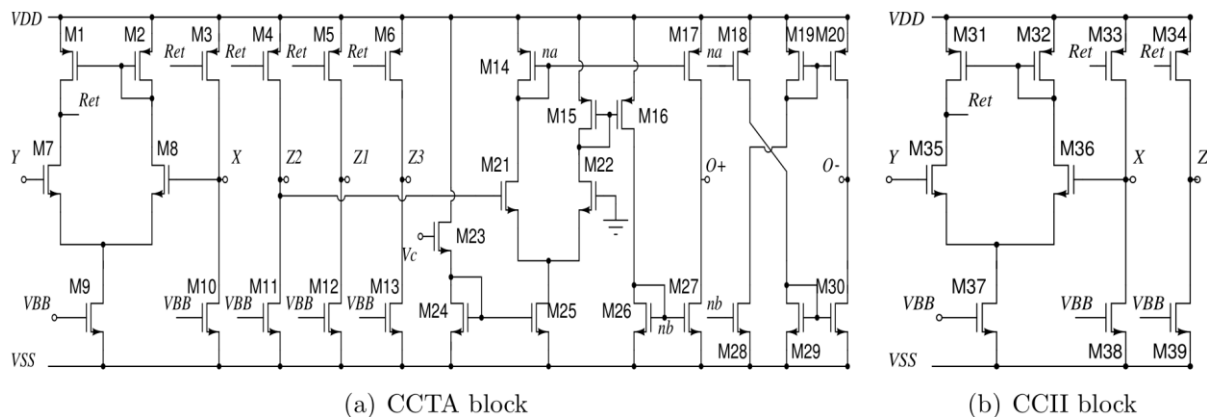 VDD
M1 M2 M3 M4 M5 M6 M17 M18 M19 M20
Ret Ret Ret Ret na na
M14
M15 M16
Ret
M7 M8 M21 M22
Y X Z2 Z1 Z3 O+ O-
Vc M23
M9 M10 M11 M12 M13 M24 M25 M26 M27 M30
VBB VBB VBB VBB VBB nb nb
M28 M29
VSS
(a) CCTA block
VDD
M31 M32 M33 M34
Ret Ret
Ret
M35 M36
Y X Z
M37
VBB VBB VBB
M38 M39
VSS
(b) CCII block